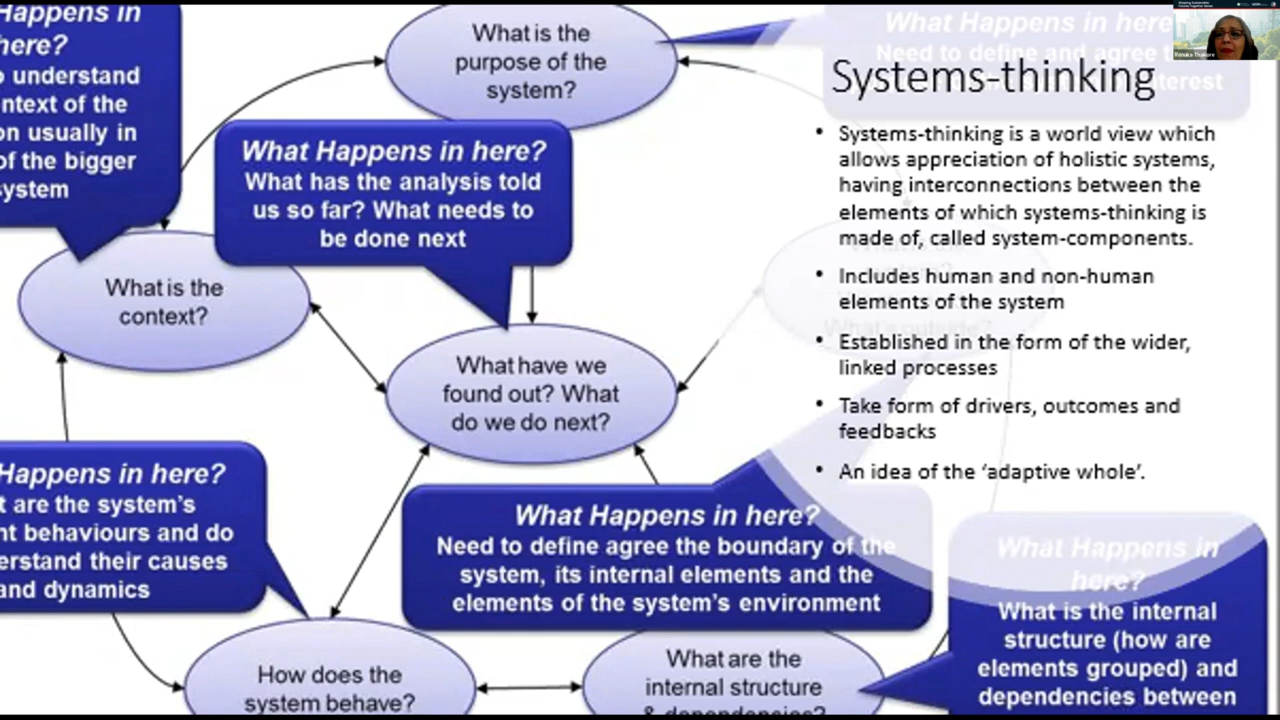 Happens in
here?
o understand
ntext of the
on usually in
of the bigger
system
What is the
purpose of the
system?
What Happens in here?
Need to define and agree
erest
What Happens in here?
What has the analysis told
us so far? What needs to
be done next
What is the
context?
What have we
found out? What
do we do next?
Happens in here?
t are the system's
nt behaviours and do
erstand their causes
and dynamics
What Happens in here?
Need to define agree the boundary of the
system, its internal elements and the
elements of the system's environment
How does the
system behave?
What are the
internal structure
& dependencies?
What Happens in
here?
What is the internal
structure (how are
elements grouped) and
dependencies between
Systems-thinking
• Systems-thinking is a world view which
allows appreciation of holistic systems,
having interconnections between the
elements of which systems-thinking is
made of, called system-components.
• Includes human and non-human
elements of the system
• Established in the form of the wider,
linked processes
• Take form of drivers, outcomes and
feedbacks
• An idea of the ‘adaptive whole’.